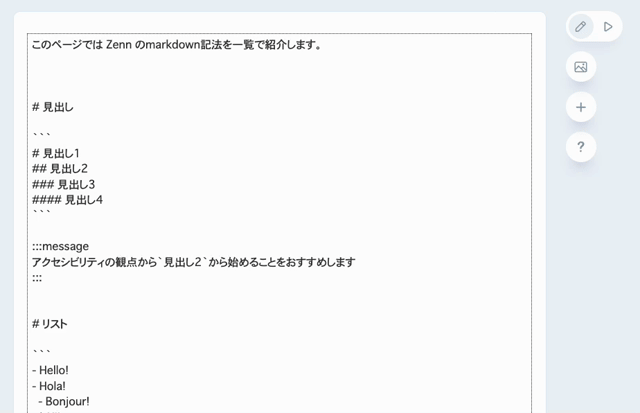 このページでは Zenn のmarkdown記法を一覧で紹介します。
# 見出し
```
# 見出し1
## 見出し2
### 見出し3
#### 見出し4
```
:::message
アクセシビリティの観点から`見出し2`から始めることをおすすめします
:::
# リスト
```
- Hello!
- Hola!
  - Bonjour!
?